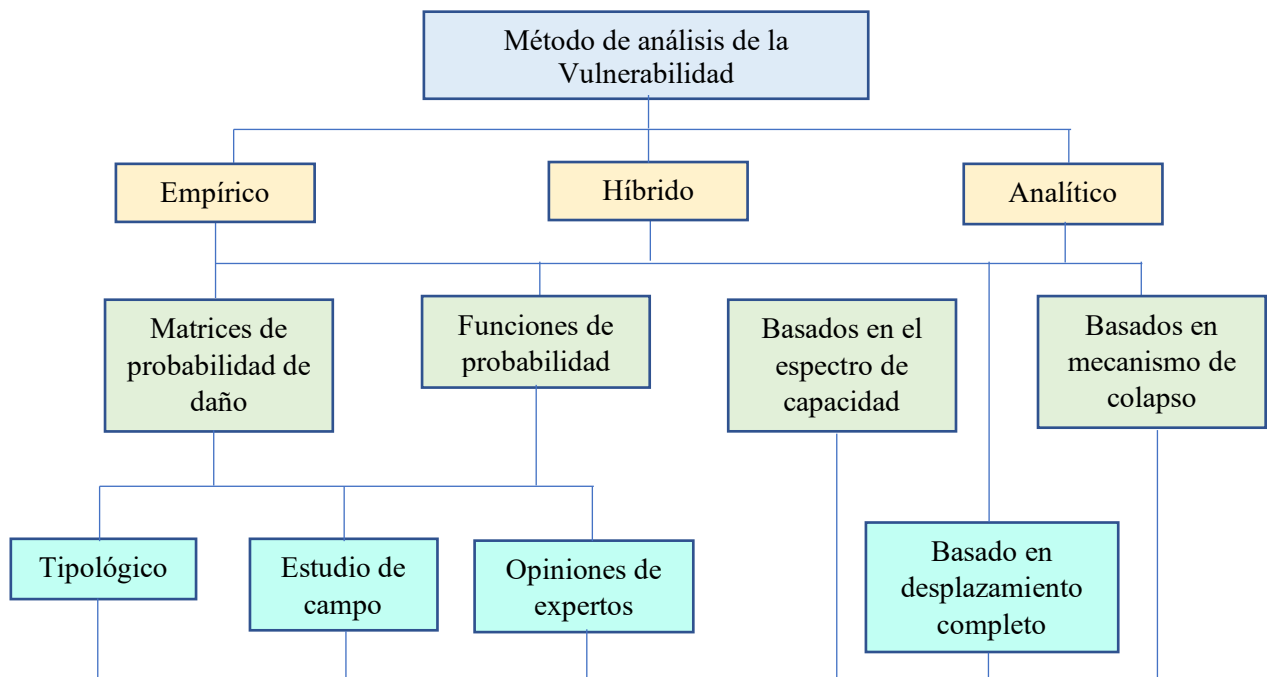 Método de análisis de la
Vulnerabilidad
Empírico
Híbrido
Analítico
Matrices de
probabilidad de
daño
Funciones de
probabilidad
Basados en el
espectro de
capacidad
Basados en
mecanismo de
colapso
Tipológico
Estudio de
campo
Opiniones de
expertos
Basado en
desplazamiento
completo